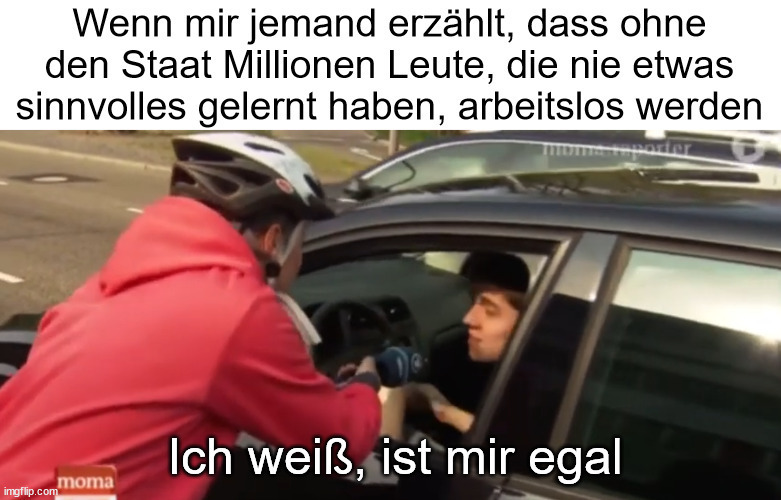 Wenn mir jemand erzählt, dass ohne
den Staat Millionen Leute, die nie etwas
sinnvolles gelernt haben, arbeitslos werden
moma-reporter
Ich weiß, ist mir egal
moma
imgflip.com